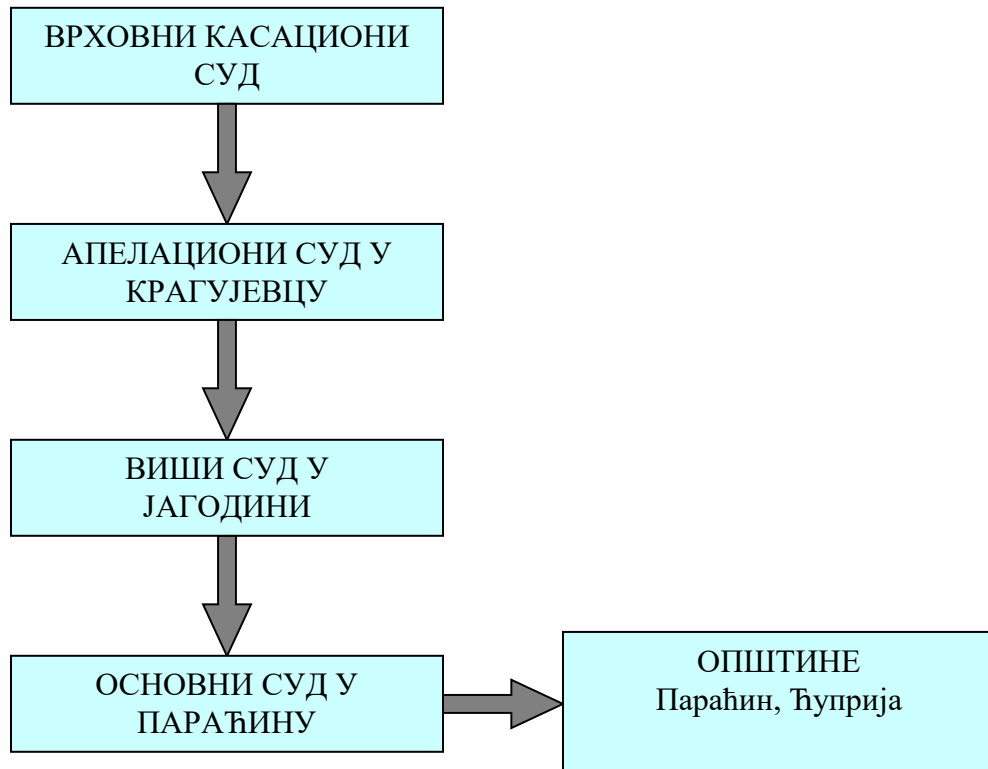 ВРХОВНИ КАСАЦИОНИ
СУД
АПЕЛАЦИОНИ СУД У
КРАГУЈЕВЦУ
ВИШИ СУД У
ЈАГОДИНИ
ОСНОВНИ СУД У
ПАРАЋИНУ
ОПШТИНЕ
Параћин, Ћуприја